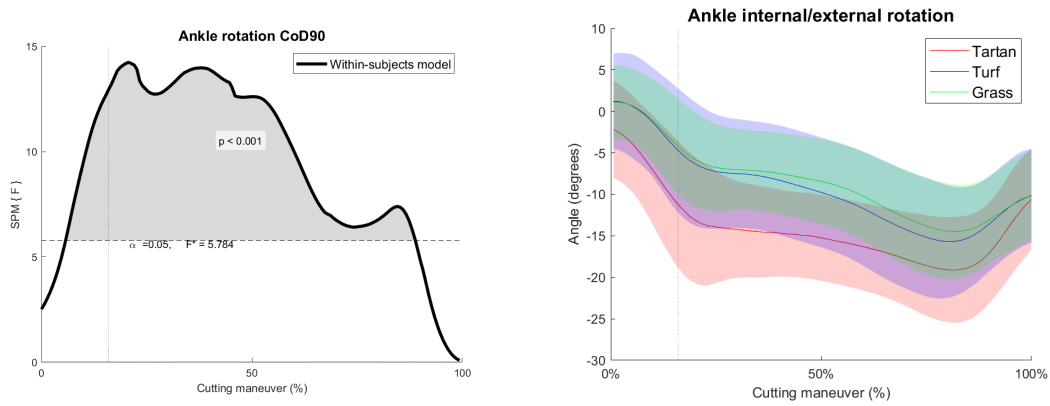 Ankle rotation CoD90
15
10
5
0
SPM { F }
Within-subjects model
p < 0.001
α =0.05, F* = 5.784
0
50
100
Cutting maneuver (%)
Ankle internal/external rotation
10
5
0
-5
-10
-15
-20
-25
-30
Angle (degrees)
Tartan
Turf
Grass
0%
50%
100%
Cutting maneuver (%)